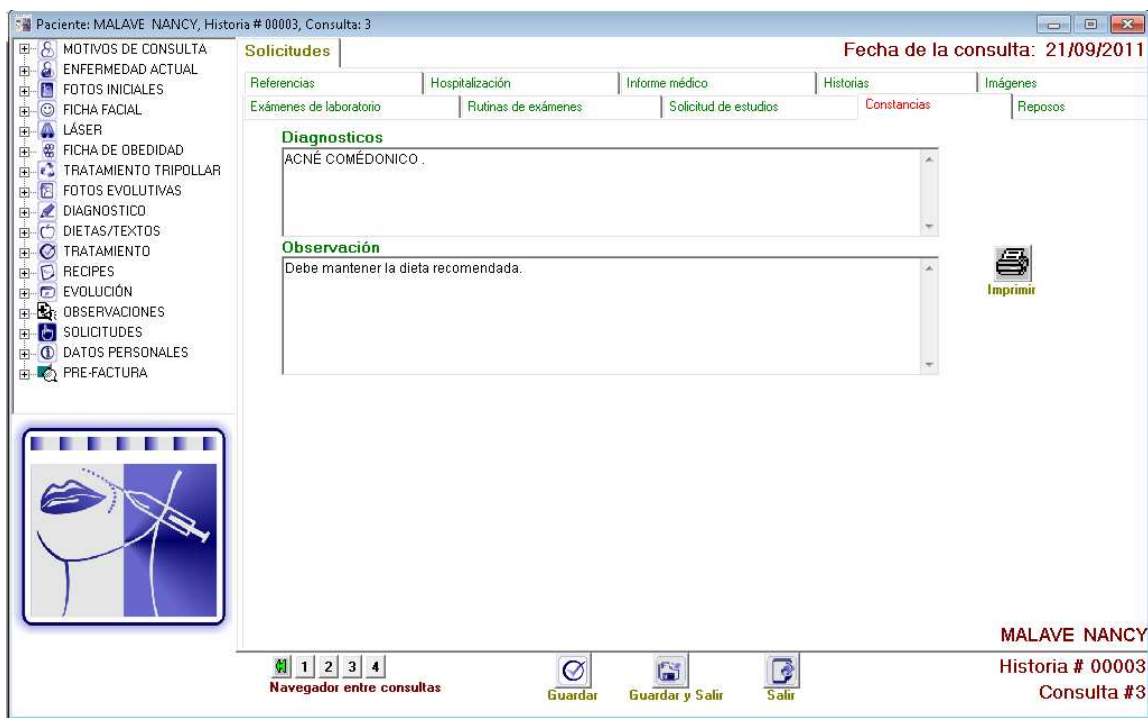 Paciente: MALAVE NANCY, Historia # 00003, Consulta: 3
MOTIVOS DE CONSULTA
ENFERMEDAD ACTUAL
FOTOS INICIALES
FICHA FACIAL
LÁSER
FICHA DE OBEDIDAD
TRATAMIENTO TRIPOLLAR
FOTOS EVOLUTIVAS
DIAGNOSTICO
DIETAS/TEXTOS
TRATAMIENTO
RECIPES
EVOLUCIÓN
OBSERVACIONES
SOLICITUDES
DATOS PERSONALES
PRE-FACTURA
Solicitudes
Fecha de la consulta: 21/09/2011
Referencias Hospitalización Informe médico Historias Imágenes
Exámenes de laboratorio Rutinas de exámenes Solicitud de estudios Constancias Reposos
Diagnosticos
ACNÉ COMÉDONICO .
Observación
Debe mantener la dieta recomendada.
Imprimir
MALAVE NANCY
Historia # 00003
Consulta #3
1 2 3 4
Navegador entre consultas
Guardar Guardar y Salir Salir